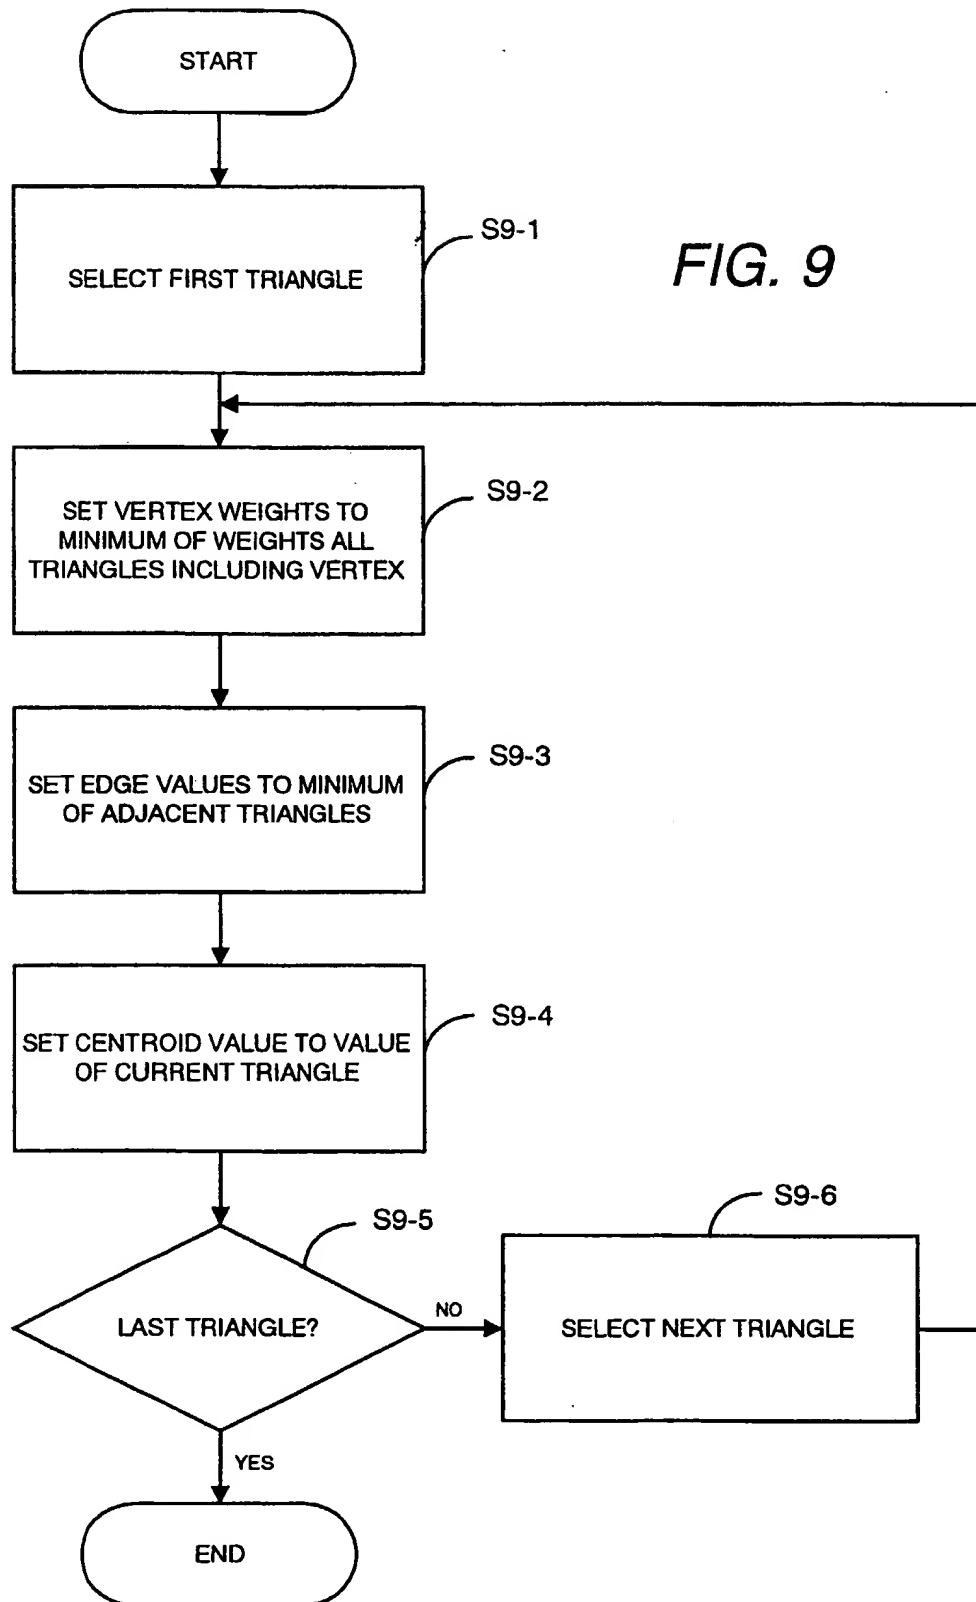 START
S9-1
FIG. 9
SELECT FIRST TRIANGLE
S9-2
SET VERTEX WEIGHTS TO
MINIMUM OF WEIGHTS ALL
TRIANGLES INCLUDING VERTEX
S9-3
SET EDGE VALUES TO MINIMUM
OF ADJACENT TRIANGLES
S9-4
SET CENTROID VALUE TO VALUE
OF CURRENT TRIANGLE
S9-5
LAST TRIANGLE?
NO
S9-6
SELECT NEXT TRIANGLE
YES
END